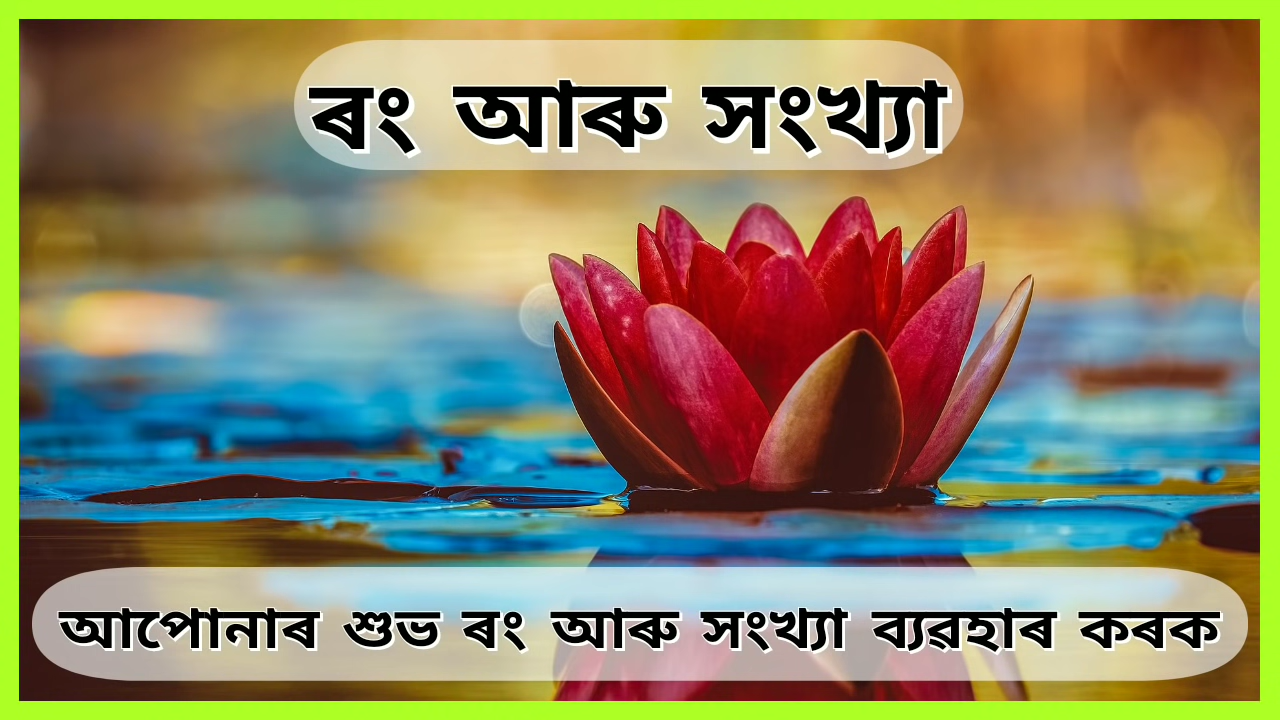 ৰং আৰু সংখ্যা
আপোনাৰ শুভ ৰং আৰু সংখ্যা ব্যৱহাৰ কৰক